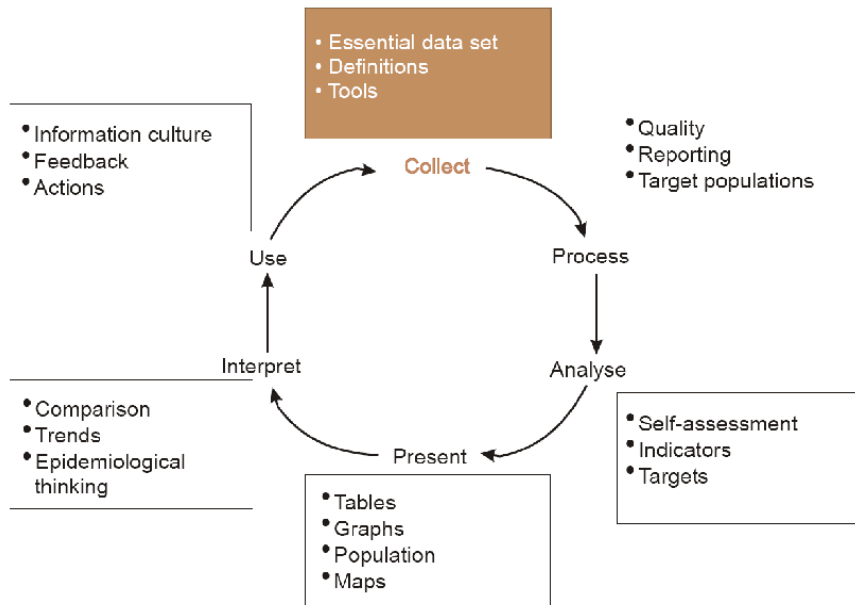 • Essential data set
• Definitions
• Tools
Collect
• Quality
• Reporting
• Target populations
Process
Analyse
• Self-assessment
• Indicators
• Targets
Present
• Tables
• Graphs
• Population
• Maps
Interpret
• Comparison
• Trends
• Epidemiological
thinking
Use
• Information culture
• Feedback
• Actions